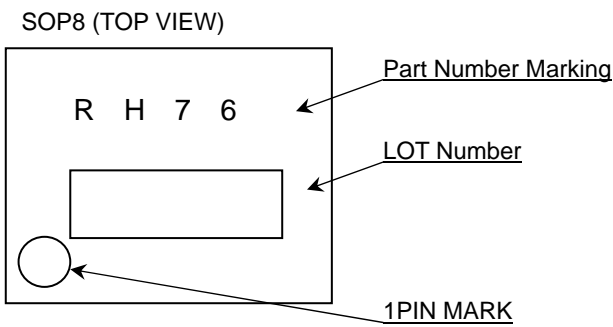 SOP8 (TOP VIEW)
Part Number Marking
R H 7 6
LOT Number
1PIN MARK